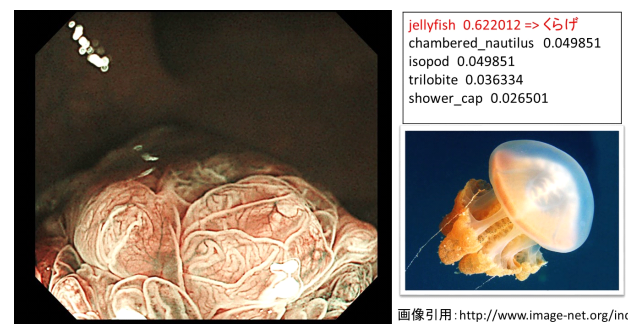 jellyfish 0.622012 => くらげ
chambered_nautilus 0.049851
isopod 0.049851
trilobite 0.036334
shower_cap 0.026501
画像引用：http://www.image-net.org/